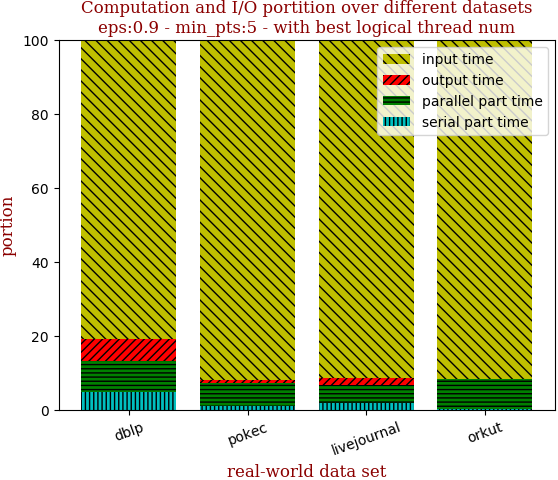 Computation and I/O portition over different datasets
eps:0.9 - min_pts:5 - with best logical thread num
100
80
60
40
20
0
portion
input time
output time
parallel part time
serial part time
dblp
pokec
livejournal
orkut
real-world data set